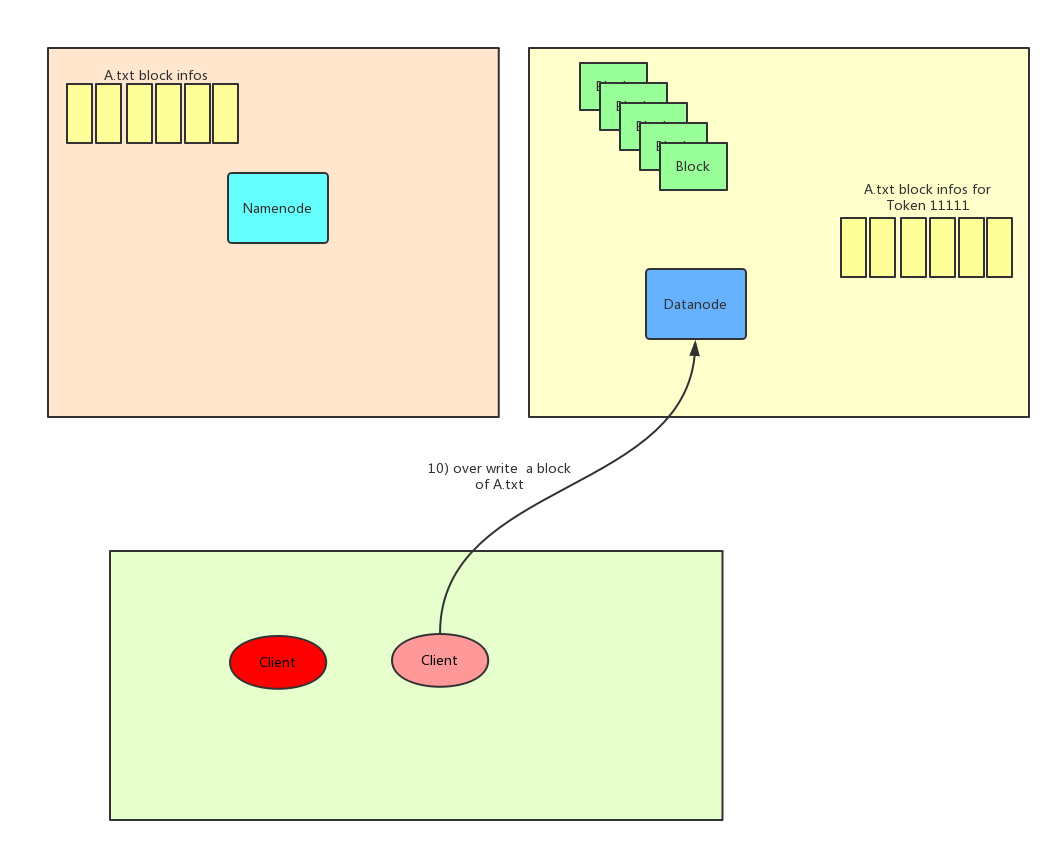 A.txt block infos
Namenode
Block
A.txt block infos for
Token 11111
Datanode
10) over write  a block
of A.txt
Client
Client